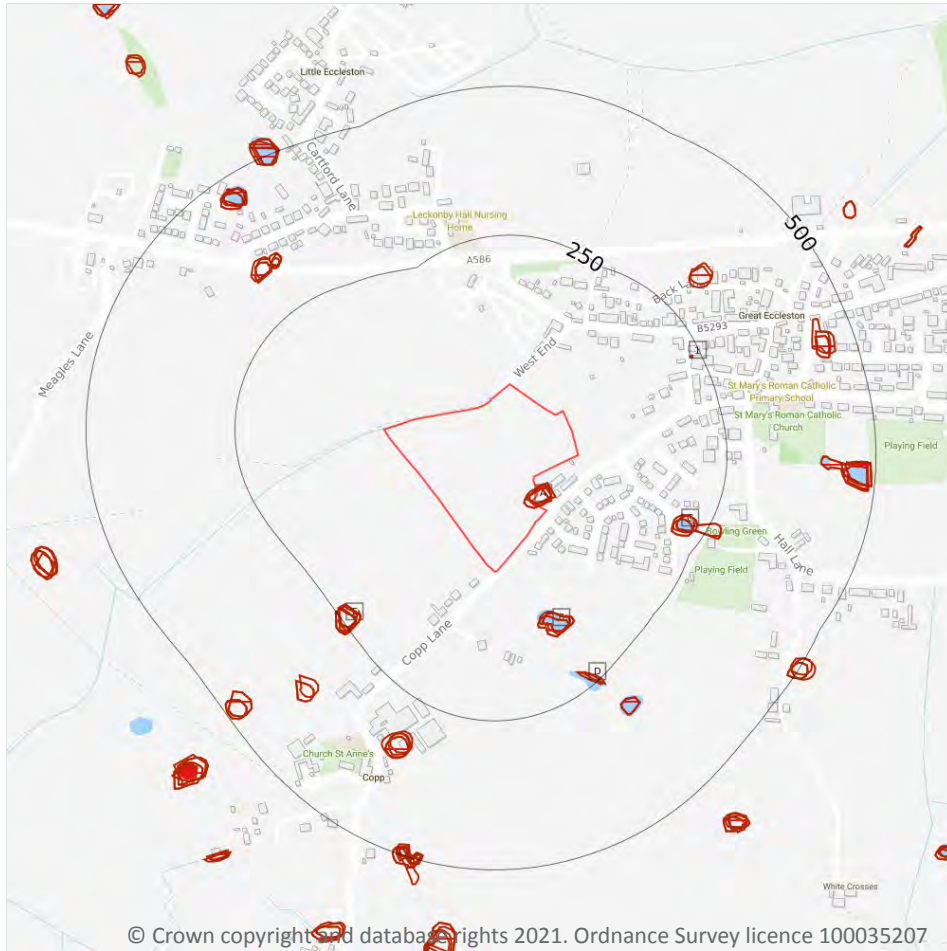 Little Eccleston
Cartford Lane
Leckonby Hall Nursing
Home
A586
250
500
Back L
Great Eccleston
B5293
1
Meagles Lane
West End
St Mary's Roman Catholic
Primary School
St Mary's Roman Catholic
Church
Playing Field
A
Bowling Green
Hall Lane
Playing Field
Copp Lane
D
Church St Anne's
Copp
White Crosses
© Crown copyright and database rights 2021. Ordnance Survey licence 100035207.